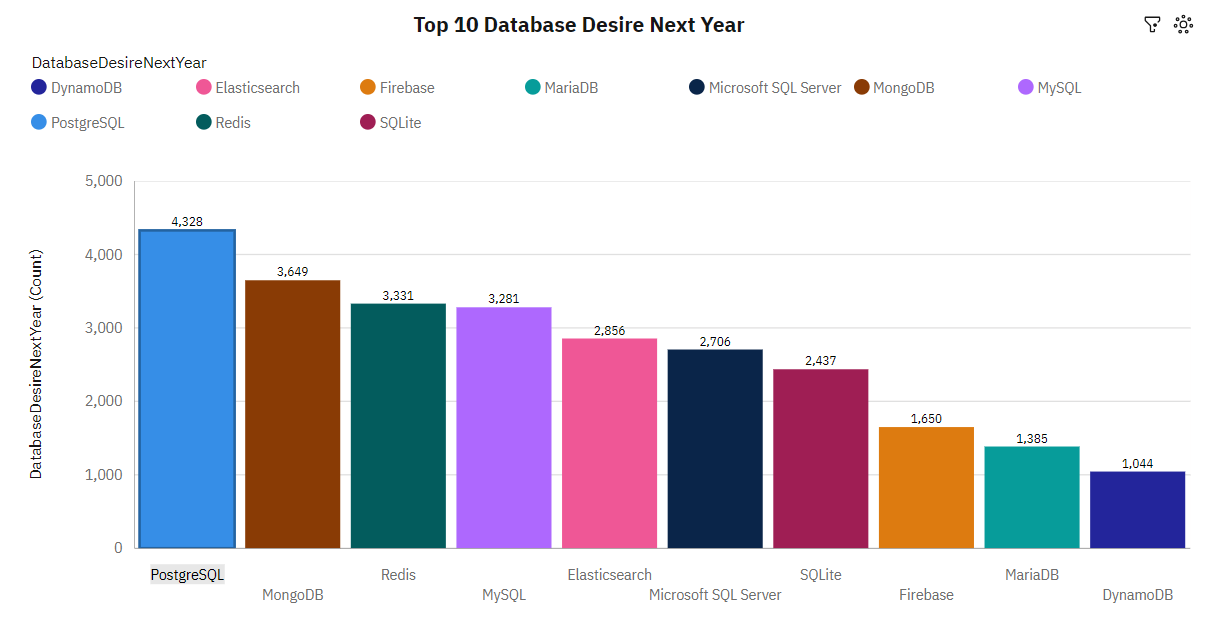 Top 10 Database Desire Next Year
DatabaseDesireNextYear
DynamoDB Elasticsearch Firebase MariaDB Microsoft SQL Server MongoDB MySQL
PostgreSQL Redis SQLite
DatabaseDesireNextYear (Count)
5,000
4,000
3,000
2,000
1,000
0
4,328
3,649
3,331
3,281
2,856
2,706
2,437
1,650
1,385
1,044
PostgreSQL Redis Elasticsearch SQLite MariaDB
MongoDB MySQL Microsoft SQL Server Firebase DynamoDB